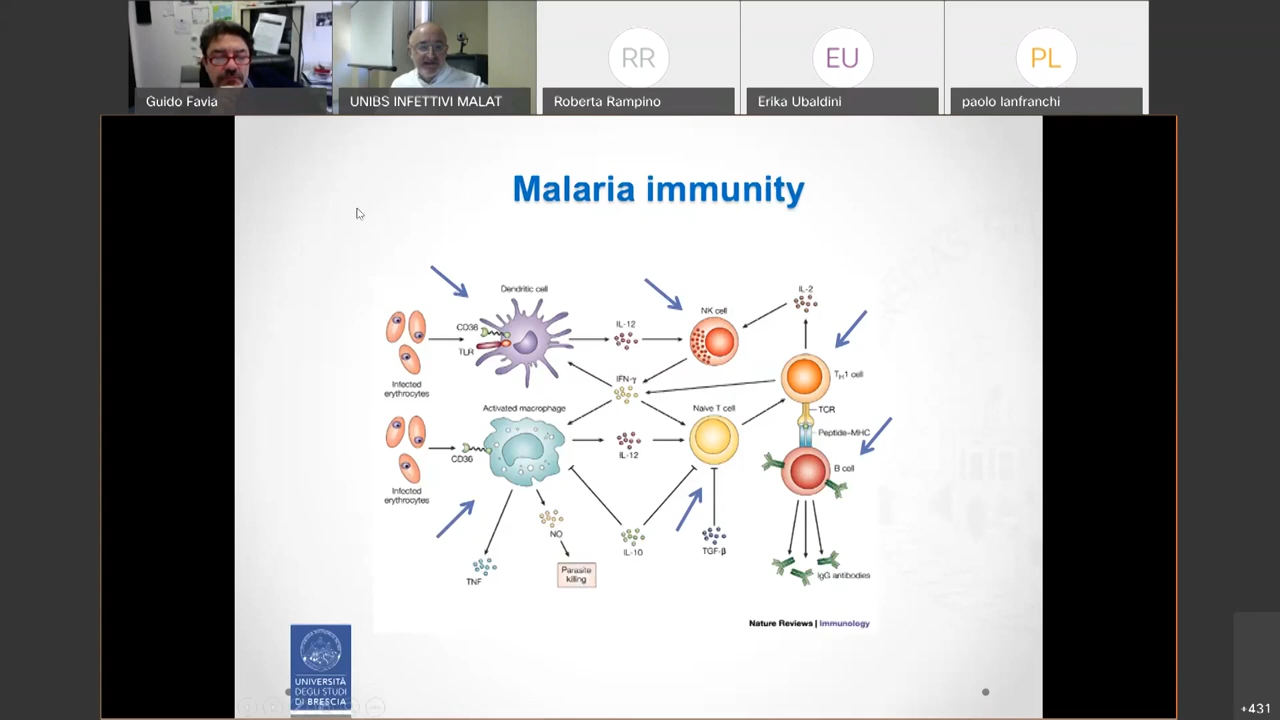 RR
EU
PL
Guido Favia
UNIBS INFETTIVI MALAT
Roberta Rampino
Erika Ubaldini
paolo lanfranchi
Malaria immunity
Dendritic cell
IL-2
NK cell
CD36
IL-12
TLR
IFN-γ
TH1 cell
Infected
erythrocytes
Activated macrophage
Naive T cell
TCR
Peptide–MHC
CD36
IL-12
B cell
Infected
erythrocytes
NO
IL-10
TGF-β
TNF
Parasite
killing
IgG antibodies
Nature Reviews | Immunology
UNIVERSITÀ
DEGLI STUDI
DI BRESCIA
+431